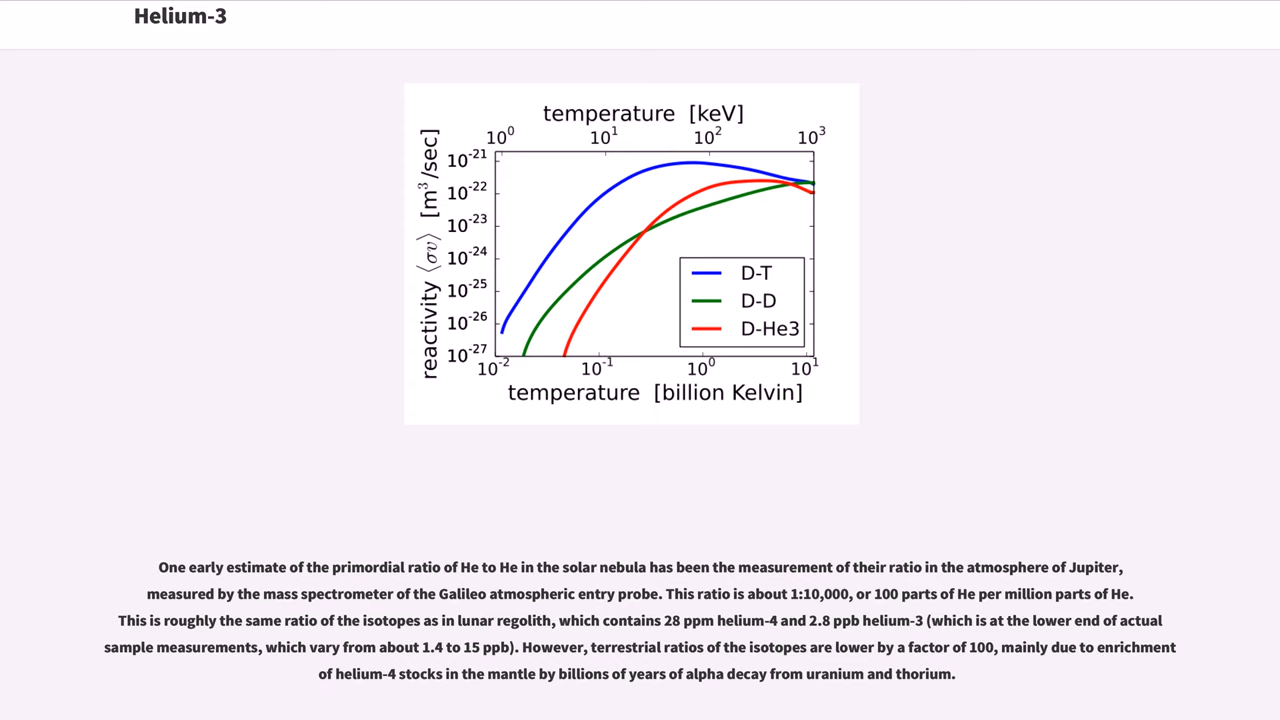 Helium-3
temperature [keV]
10^0 10^1 10^2 10^3
reactivity ⟨σv⟩ [m^3/sec]
10^-21
10^-22
10^-23
10^-24
10^-25
10^-26
10^-27
D-T
D-D
D-He3
10^-2 10^-1 10^0 10^1
temperature [billion Kelvin]
One early estimate of the primordial ratio of He to He in the solar nebula has been the measurement of their ratio in the atmosphere of Jupiter,
measured by the mass spectrometer of the Galileo atmospheric entry probe. This ratio is about 1:10,000, or 100 parts of He per million parts of He.
This is roughly the same ratio of the isotopes as in lunar regolith, which contains 28 ppm helium-4 and 2.8 ppb helium-3 (which is at the lower end of actual
sample measurements, which vary from about 1.4 to 15 ppb). However, terrestrial ratios of the isotopes are lower by a factor of 100, mainly due to enrichment
of helium-4 stocks in the mantle by billions of years of alpha decay from uranium and thorium.